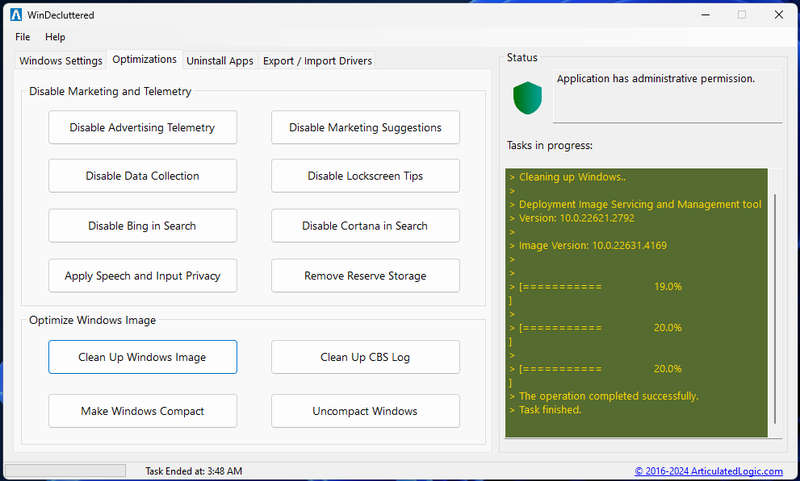 WinDecluttered
File Help
Windows Settings Optimizations Uninstall Apps Export / Import Drivers
Disable Marketing and Telemetry
Disable Advertising Telemetry
Disable Marketing Suggestions
Disable Data Collection
Disable Lockscreen Tips
Disable Bing in Search
Disable Cortana in Search
Apply Speech and Input Privacy
Remove Reserve Storage
Optimize Windows Image
Clean Up Windows Image
Clean Up CBS Log
Make Windows Compact
Uncompact Windows
Status
Application has administrative permission.
Tasks in progress:
> Cleaning up Windows..
>
> Deployment Image Servicing and Management tool
> Version: 10.0.22621.2792
>
> Image Version: 10.0.22631.4169
>
>
> [=========== 19.0%
]
>
> [=========== 20.0%
]
>
> [=========== 20.0%
]
> The operation completed successfully.
> Task finished.
Task Ended at: 3:48 AM
© 2016-2024 ArticulatedLogic.com